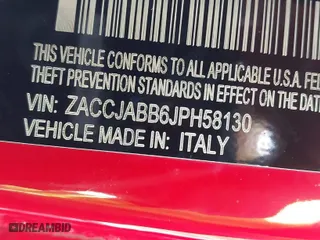 THIS VEHICLE CONFORMS TO ALL APPLICABLE U.S.A. FE
THEFT PREVENTION STANDARDS IN EFFECT ON THE D
VIN: ZACCJABB6JPH58130
VEHICLE MADE IN: ITALY
DREAMBID